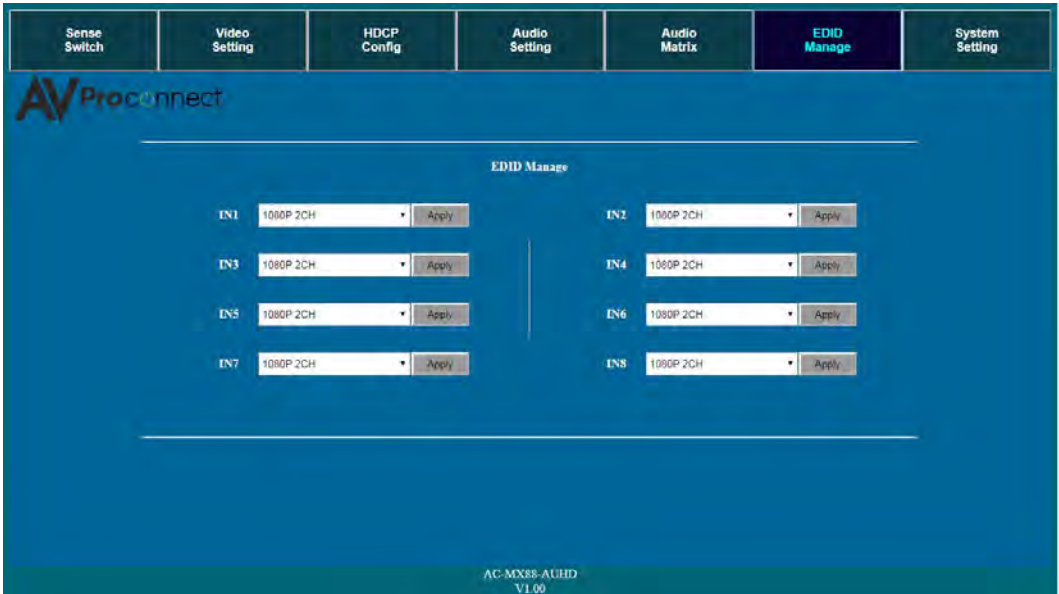 Sense Switch
Video Setting
HDCP Config
Audio Setting
Audio Matrix
EDID Manage
System Setting
AVProconnect
EDID Manage
IN1 1080P 2CH Apply IN2 1080P 2CH Apply
IN3 1080P 2CH Apply IN4 1080P 2CH Apply
IN5 1080P 2CH Apply IN6 1080P 2CH Apply
IN7 1080P 2CH Apply IN8 1080P 2CH Apply
AC-MX88-AUHD
V1.00